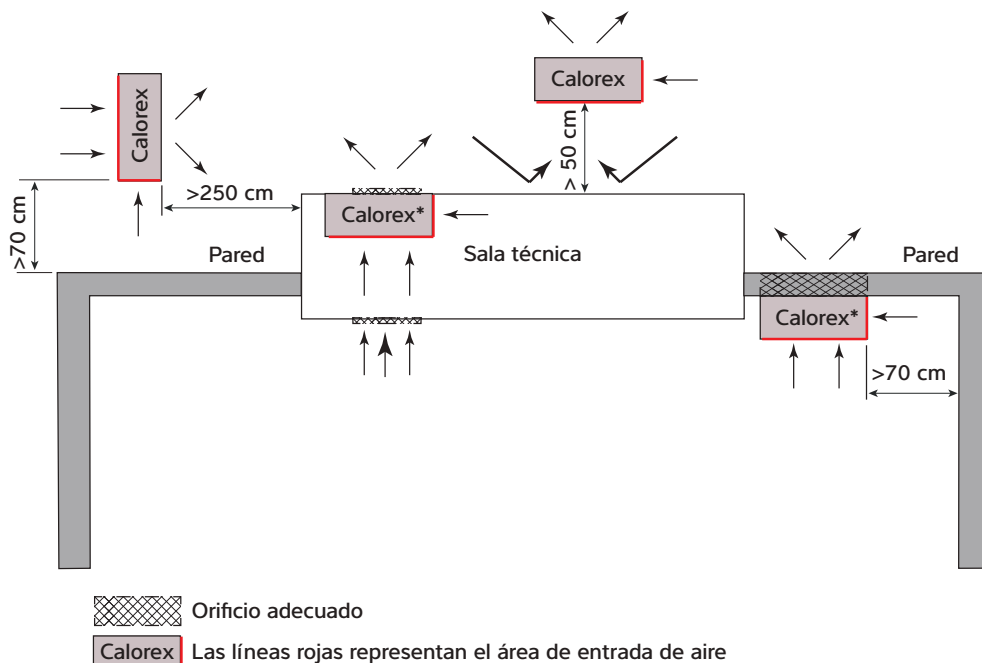 Calorex
Calorex
> 50 cm
>250 cm
>70 cm
Calorex*
Pared
Sala técnica
Pared
Calorex*
>70 cm
Orificio adecuado
Calorex
Las líneas rojas representan el área de entrada de aire